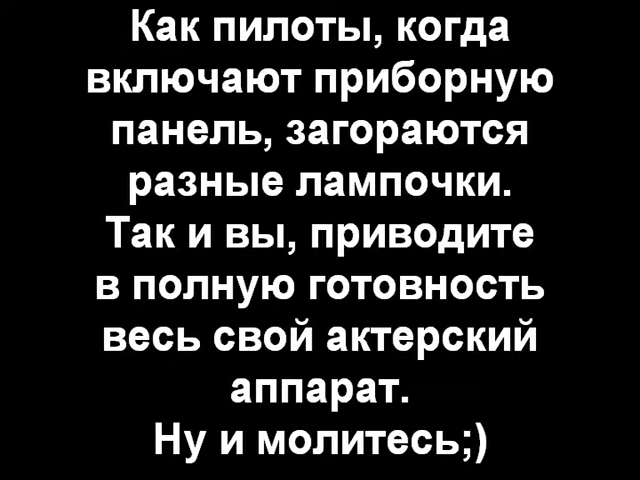 Как пилоты, когда
включают приборную
панель, загораются
разные лампочки.
Так и вы, приводите
в полную готовность
весь свой актерский
аппарат.
Ну и молитесь;)